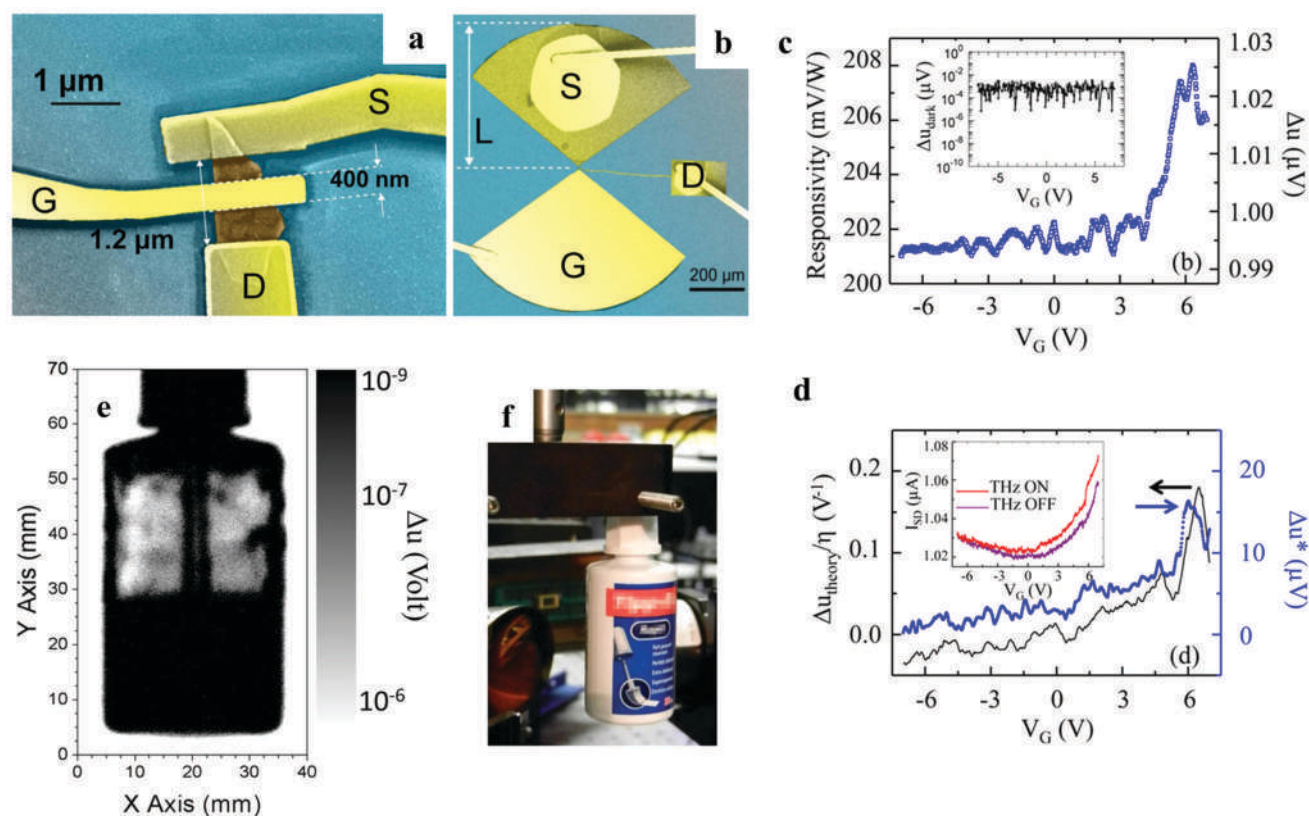 a
1 μm
S
G
400 nm
1.2 μm
D
b
L
S
D
G
200 μm
c
Responsivity (mV/W)
208
206
204
202
201
200
Δu_dark (μV)
10^0
10^-2
10^-4
10^-6
10^-8
10^-10
-5 0 5
V_G (V)
1.03
1.02
1.01
1.00
0.99
Δu (μV)
(b)
-6 -3 0 3 6
V_G (V)
e
Y Axis (mm)
70
60
50
40
30
20
10
0
0 10 20 30 40
X Axis (mm)
10^-9
10^-7
10^-6
Δu (Volt)
f
d
Δu_theory/η (V^-1)
0.2
0.1
0.0
I_SD (μA)
1.08
1.06
1.04
1.02
THz ON
THz OFF
-6 -3 0 3 6
V_G (V)
20
10
0
Δu* (μV)
(d)
-6 -3 0 3 6
V_G (V)